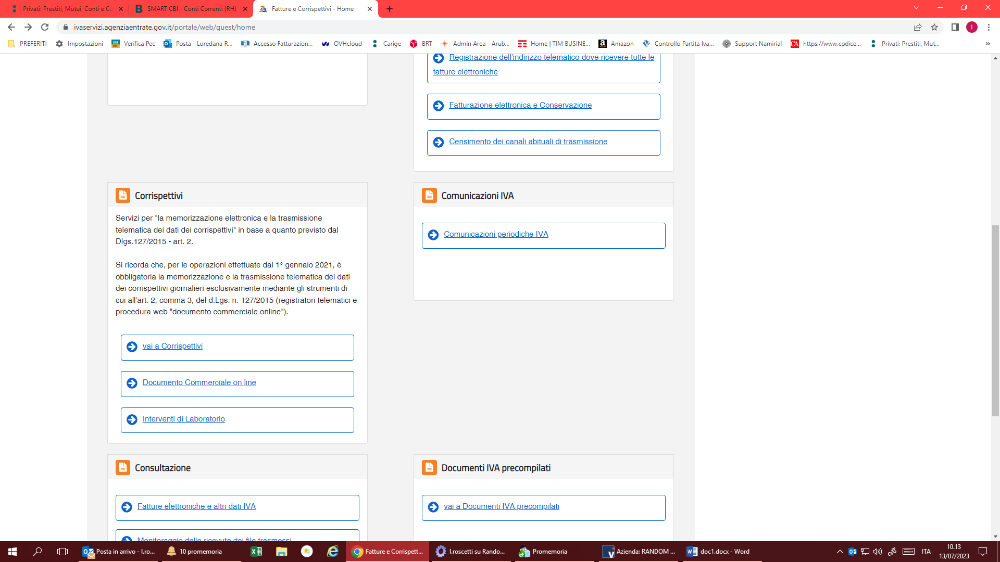 Privati: Prestiti, Mutui, Conti e Ca
SMART CBI - Conti Correnti (RH)
Fatture e Corrispettivi - Home
ivaservizi.agenziaentrate.gov.it/portale/web/guest/home
I
PREFERITI
Impostazioni
Verifica Pec
Posta - Loredana R...
Accesso Fatturazion...
OVHcloud
Carige
BRT
Admin Area - Arub...
Home | TIM BUSINE...
Amazon
Controllo Partita Iva...
Support Namirial
https://www.codice...
Privati: Prestiti, Mut...
Registrazione dell'indirizzo telematico dove ricevere tutte le
fatture elettroniche
Fatturazione elettronica e Conservazione
Censimento dei canali abituali di trasmissione
Corrispettivi
Servizi per "la memorizzazione elettronica e la trasmissione
telematica dei dati dei corrispettivi" in base a quanto previsto dal
Dlgs.127/2015 - art. 2.
Si ricorda che, per le operazioni effettuate dal 1° gennaio 2021, è
obbligatoria la memorizzazione e la trasmissione telematica dei dati
dei corrispettivi giornalieri esclusivamente mediante gli strumenti di
cui all'art. 2, comma 3, del d.Lgs. n. 127/2015 (registratori telematici e
procedura web "documento commerciale online").
vai a Corrispettivi
Documento Commerciale on line
Interventi di Laboratorio
Comunicazioni IVA
Comunicazioni periodiche IVA
Consultazione
Fatture elettroniche e altri dati IVA
Monitoraggio delle ricevute dei file trasmessi
Documenti IVA precompilati
vai a Documenti IVA precompilati
Posta in arrivo - l.ro...
10 promemoria
Fatture e Corrispett...
l.roscetti su Rando...
Promemoria
Azienda: RANDOM ...
doc1.docx - Word
ITA
10.13
13/07/2023